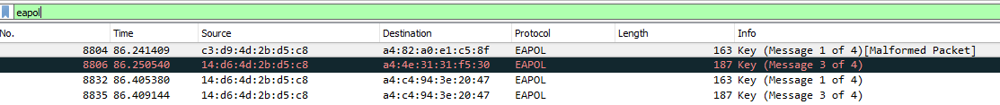 eapol
No. Time Source Destination Protocol Length Info
8804 86.241409 c3:d9:4d:2b:d5:c8 a4:82:a0:e1:c5:8f EAPOL 163 Key (Message 1 of 4)[Malformed Packet]
8806 86.250540 14:d6:4d:2b:d5:c8 a4:4e:31:31:f5:30 EAPOL 187 Key (Message 3 of 4)
8832 86.405380 14:d6:4d:2b:d5:c8 a4:c4:94:3e:20:47 EAPOL 163 Key (Message 1 of 4)
8835 86.409144 14:d6:4d:2b:d5:c8 a4:c4:94:3e:20:47 EAPOL 187 Key (Message 3 of 4)